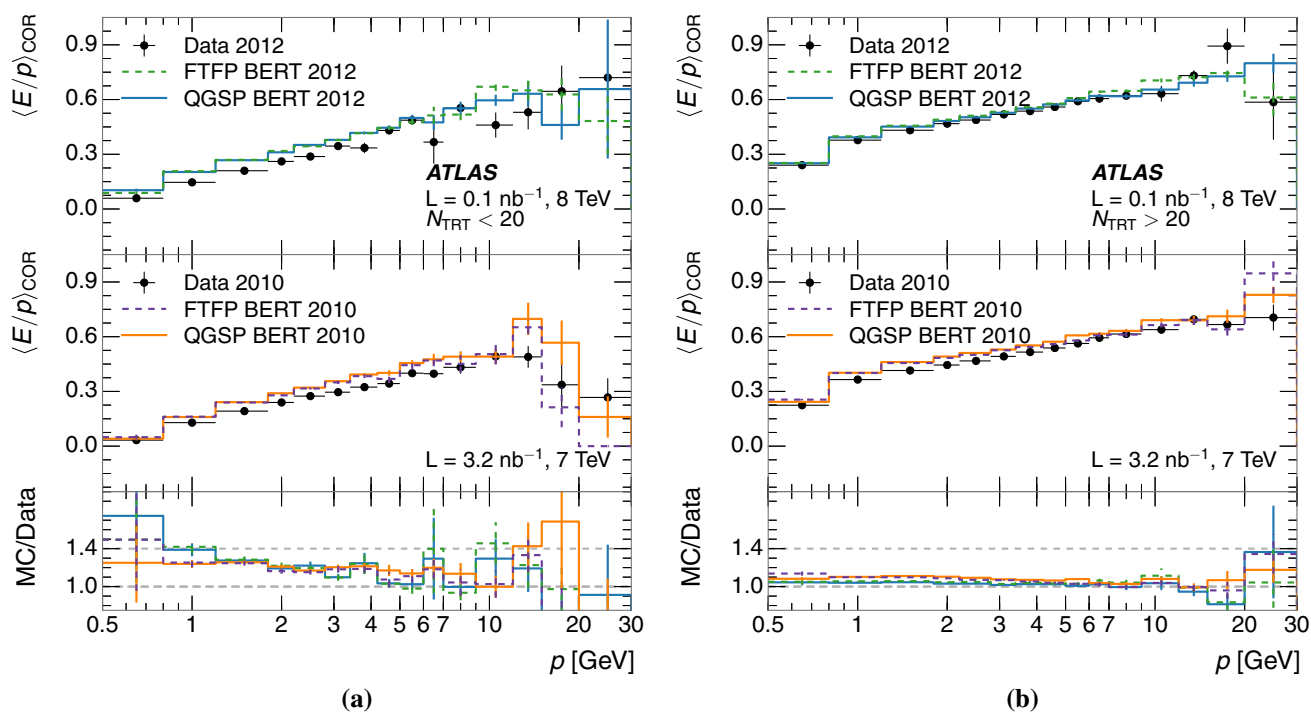 ⟨E/p⟩COR
0.9
0.6
0.3
0.0
Data 2012
FTFP BERT 2012
QGSP BERT 2012
ATLAS
L = 0.1 nb⁻¹, 8 TeV
N_TRT < 20
⟨E/p⟩COR
0.9
0.6
0.3
0.0
Data 2010
FTFP BERT 2010
QGSP BERT 2010
L = 3.2 nb⁻¹, 7 TeV
MC/Data
1.4
1.0
0.5 1 2 3 4 5 6 7 10 20 30
p [GeV]
(a)
⟨E/p⟩COR
0.9
0.6
0.3
0.0
Data 2012
FTFP BERT 2012
QGSP BERT 2012
ATLAS
L = 0.1 nb⁻¹, 8 TeV
N_TRT > 20
⟨E/p⟩COR
0.9
0.6
0.3
0.0
Data 2010
FTFP BERT 2010
QGSP BERT 2010
L = 3.2 nb⁻¹, 7 TeV
MC/Data
1.4
1.0
0.5 1 2 3 4 5 6 7 10 20 30
p [GeV]
(b)